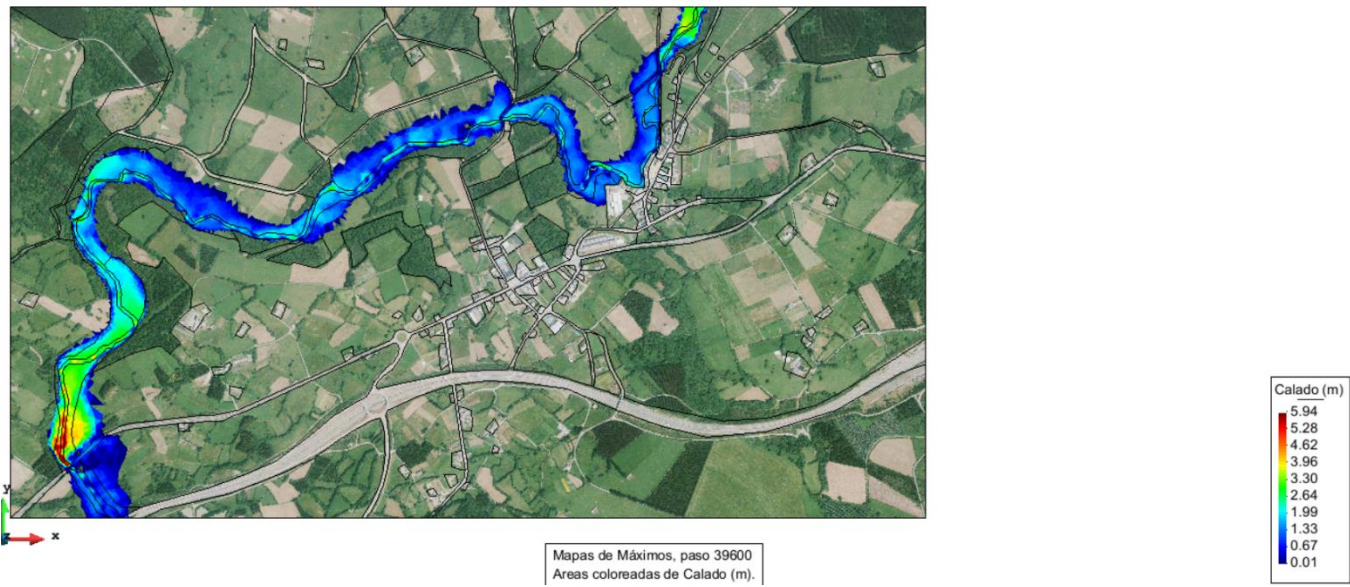 Calado (m)
5.94
5.28
4.62
3.96
3.30
2.64
1.99
1.33
0.67
0.01
y
x
Mapas de Máximos, paso 39600
Areas coloreadas de Calado (m).